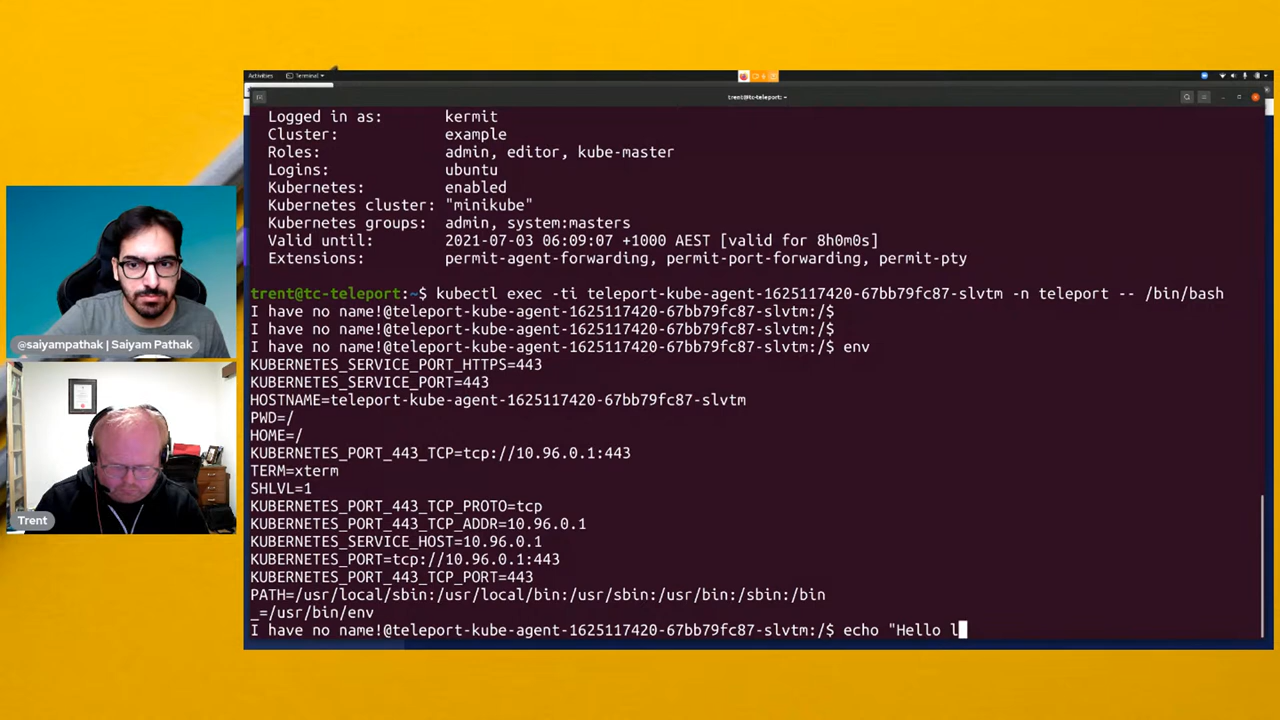 Activities
Terminal
trent@tc-teleport: ~
Logged in as: kermit
Cluster: example
Roles: admin, editor, kube-master
Logins: ubuntu
Kubernetes: enabled
Kubernetes cluster: "minikube"
Kubernetes groups: admin, system:masters
Valid until: 2021-07-03 06:09:07 +1000 AEST [valid for 8h0m0s]
Extensions: permit-agent-forwarding, permit-port-forwarding, permit-pty
trent@tc-teleport:~$ kubectl exec -ti teleport-kube-agent-1625117420-67bb79fc87-slvtm -n teleport -- /bin/bash
I have no name!@teleport-kube-agent-1625117420-67bb79fc87-slvtm:/$
I have no name!@teleport-kube-agent-1625117420-67bb79fc87-slvtm:/$
I have no name!@teleport-kube-agent-1625117420-67bb79fc87-slvtm:/$ env
KUBERNETES_SERVICE_PORT_HTTPS=443
KUBERNETES_SERVICE_PORT=443
HOSTNAME=teleport-kube-agent-1625117420-67bb79fc87-slvtm
PWD=/
HOME=/
KUBERNETES_PORT_443_TCP=tcp://10.96.0.1:443
TERM=xterm
SHLVL=1
KUBERNETES_PORT_443_TCP_PROTO=tcp
KUBERNETES_PORT_443_TCP_ADDR=10.96.0.1
KUBERNETES_SERVICE_HOST=10.96.0.1
KUBERNETES_PORT=tcp://10.96.0.1:443
KUBERNETES_PORT_443_TCP_PORT=443
PATH=/usr/local/sbin:/usr/local/bin:/usr/sbin:/usr/bin:/sbin:/bin
_=/usr/bin/env
I have no name!@teleport-kube-agent-1625117420-67bb79fc87-slvtm:/$ echo "Hello l
@saiyampathak | Saiyam Pathak
Trent